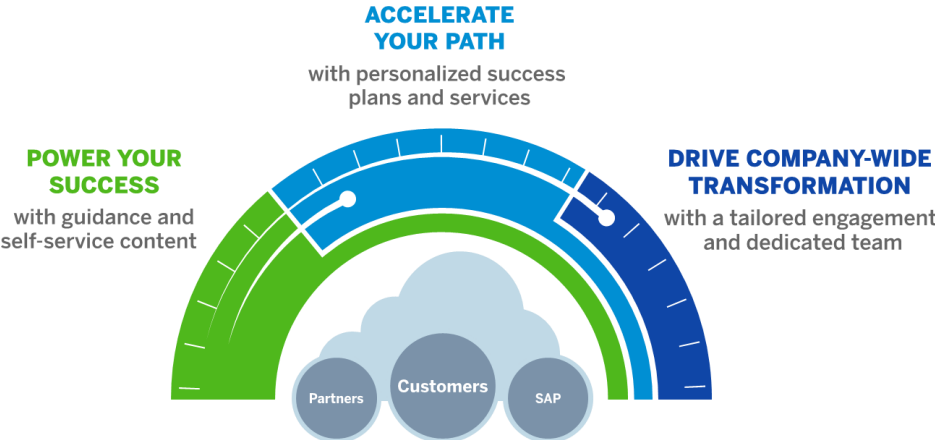 ACCELERATE
YOUR PATH
with personalized success
plans and services
POWER YOUR
SUCCESS
with guidance and
self-service content
DRIVE COMPANY-WIDE
TRANSFORMATION
with a tailored engagement
and dedicated team
Partners
Customers
SAP